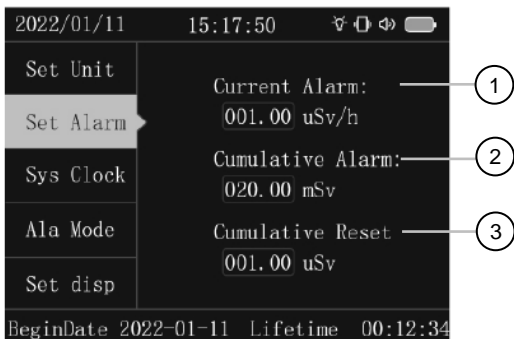 2022/01/11 15:17:50
Set Unit
Set Alarm
Sys Clock
Ala Mode
Set disp
Current Alarm:
001.00 uSv/h
Cumulative Alarm:
020.00 mSv
Cumulative Reset
001.00 uSv
1
2
3
BeginDate 2022-01-11 Lifetime 00:12:34